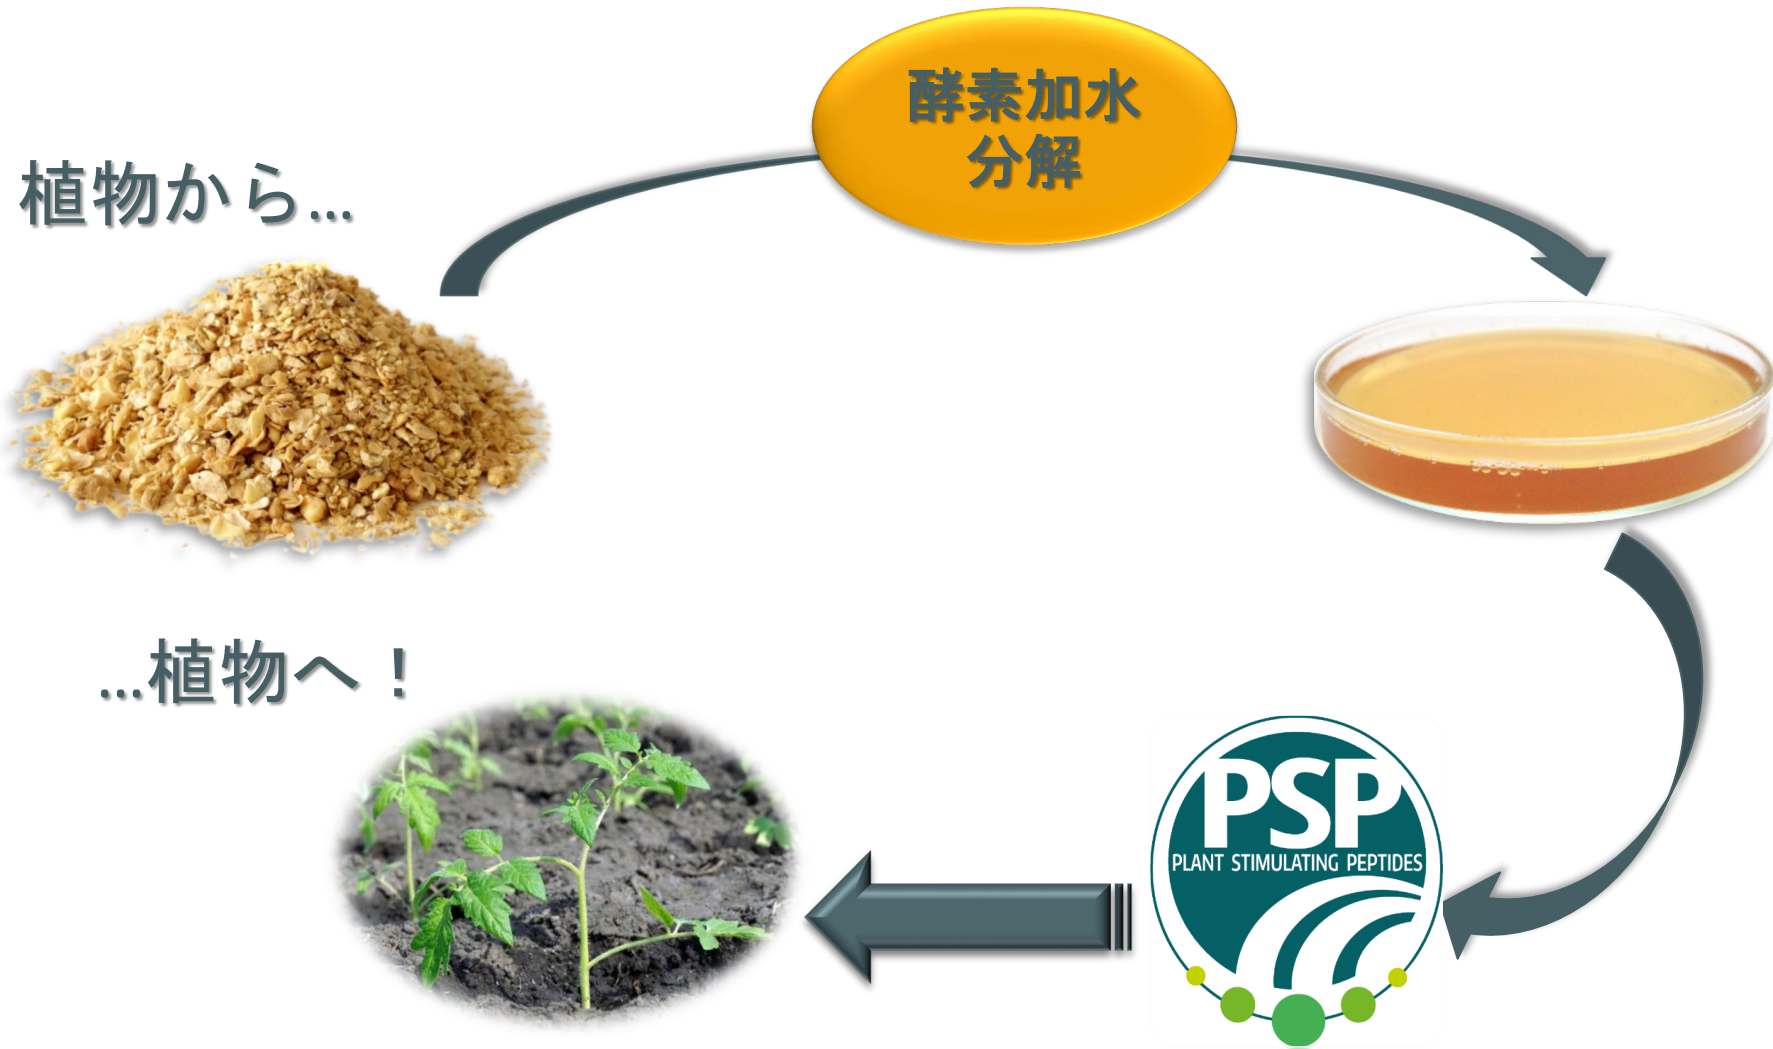 酵素加水
分解
植物から...
...植物へ！
PSP
PLANT STIMULATING PEPTIDES